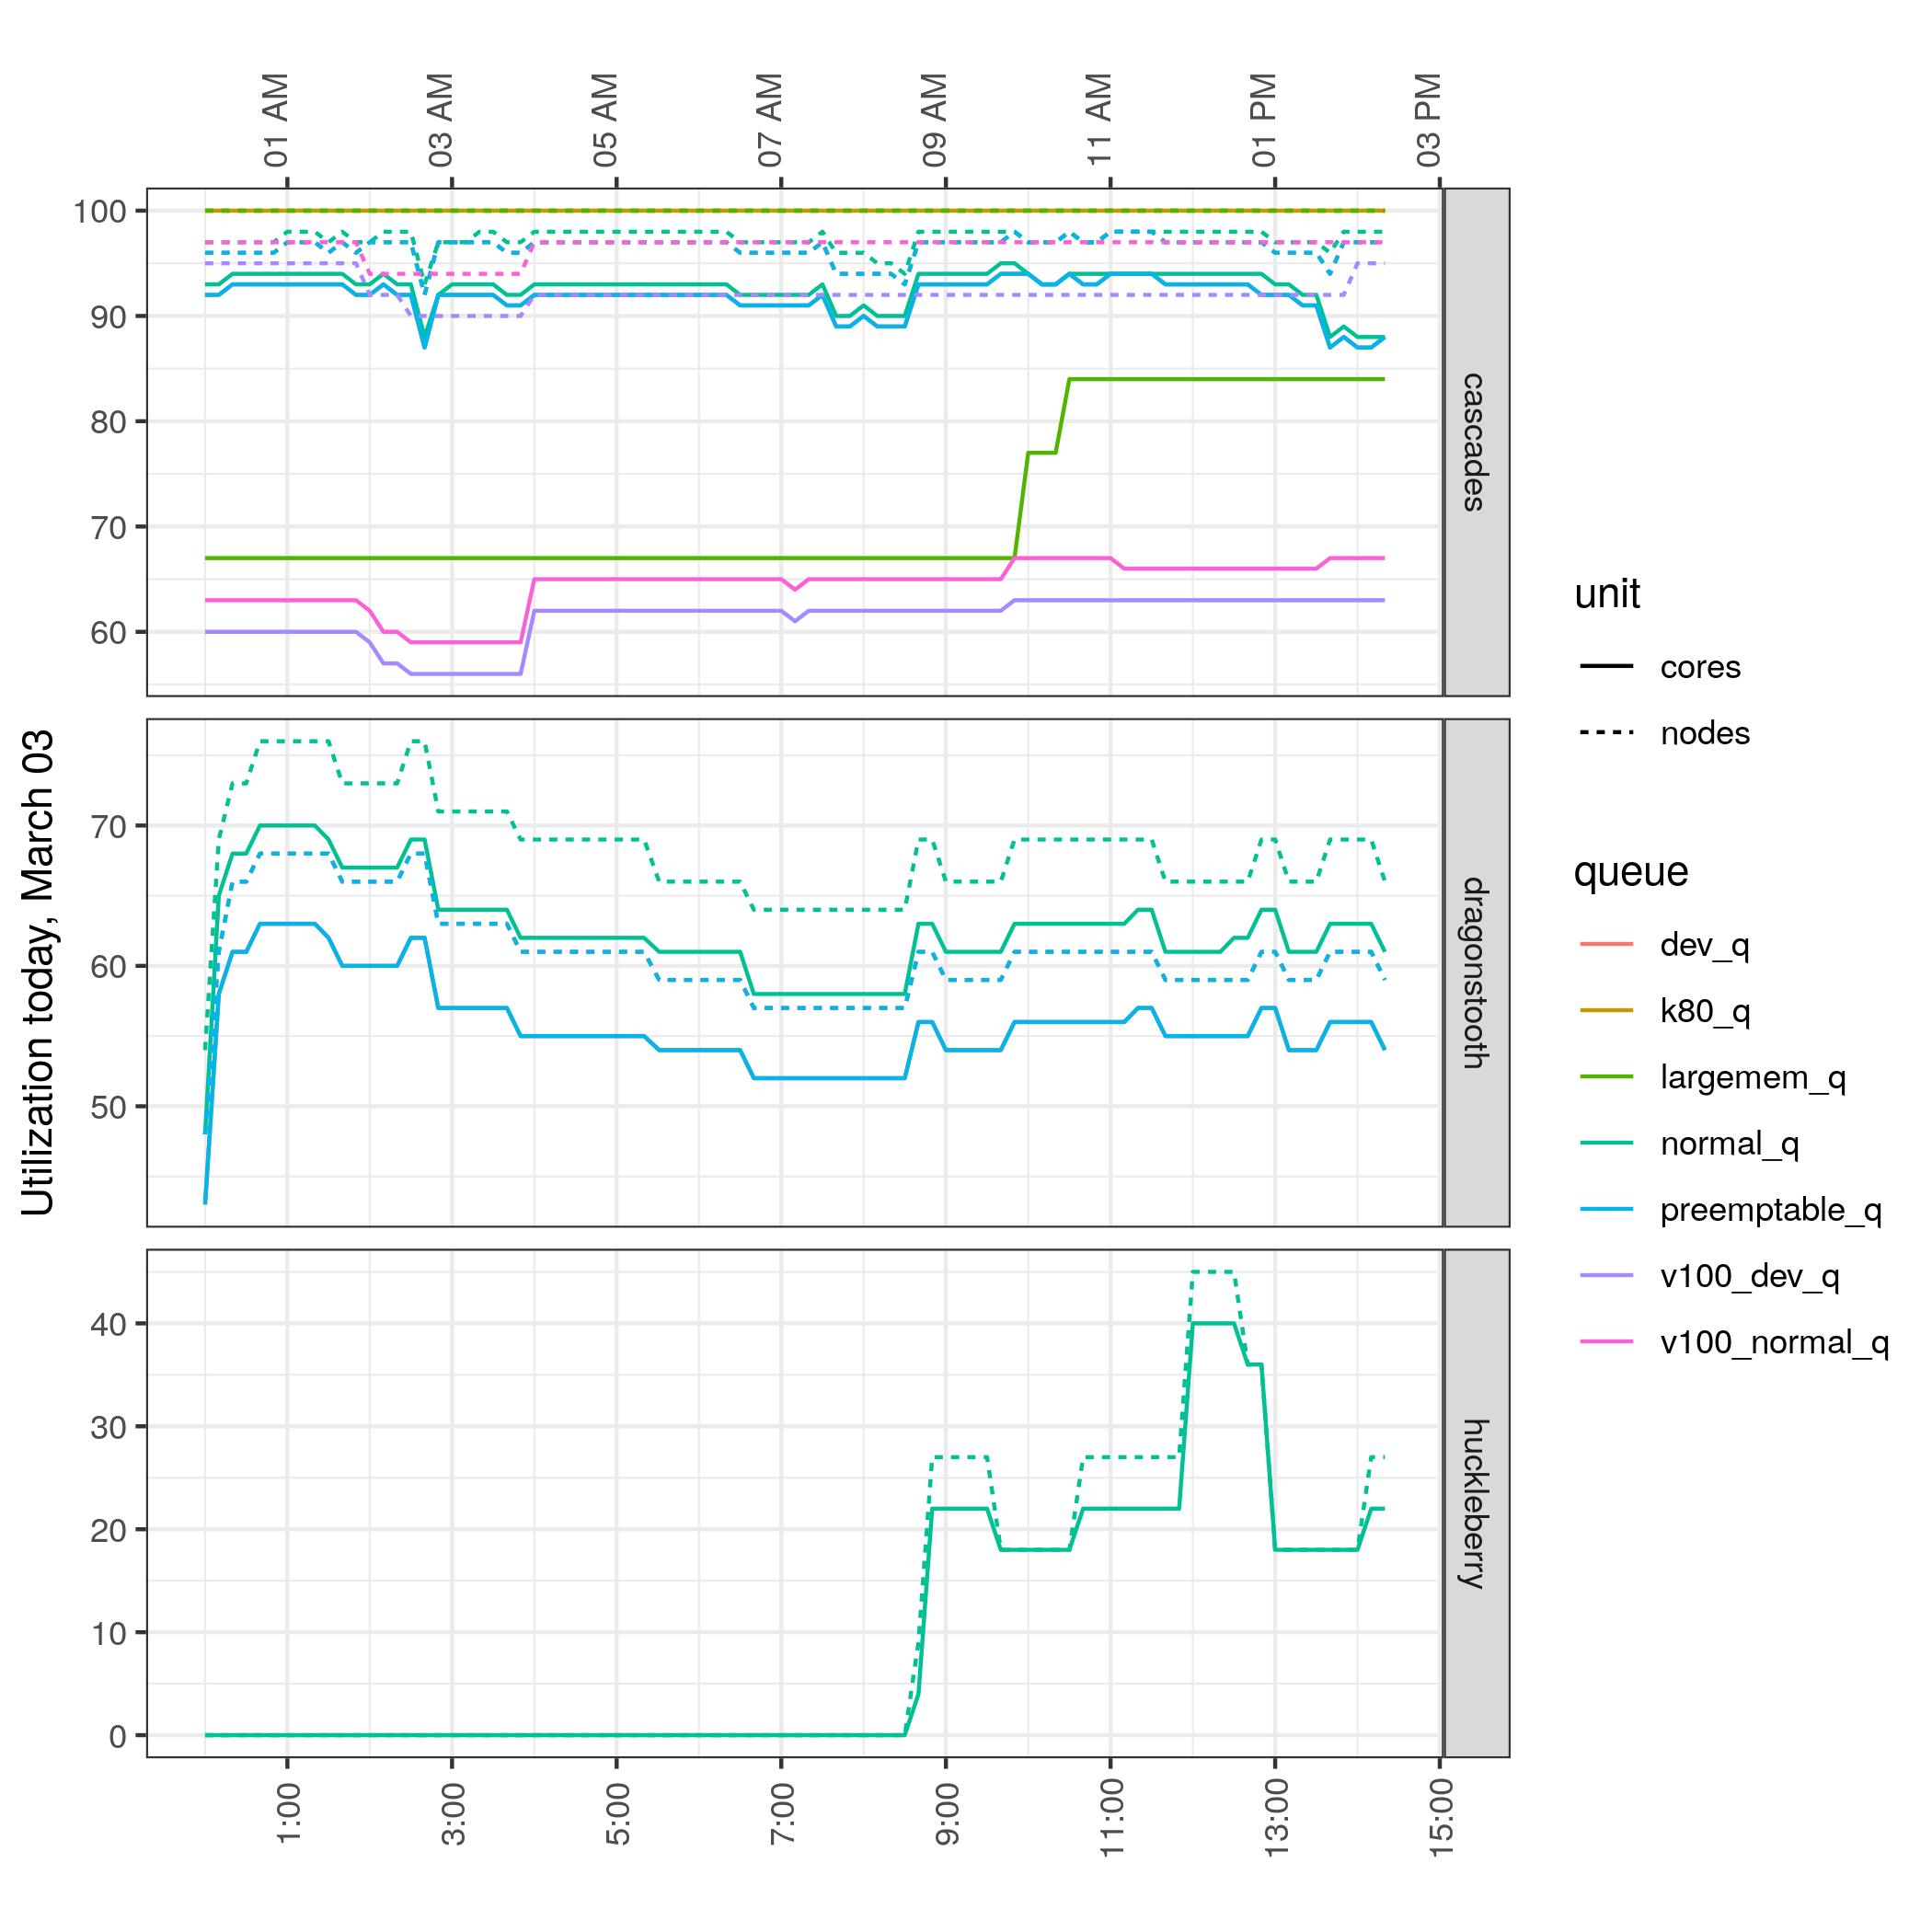 01 AM
03 AM
05 AM
07 AM
09 AM
11 AM
01 PM
03 PM
Utilization today, March 03
100
90
80
70
60
cascades
70
60
50
dragonstooth
40
30
20
10
0
huckleberry
1:00
3:00
5:00
7:00
9:00
11:00
13:00
15:00
unit
cores
nodes
queue
dev_q
k80_q
largemem_q
normal_q
preemptable_q
v100_dev_q
v100_normal_q